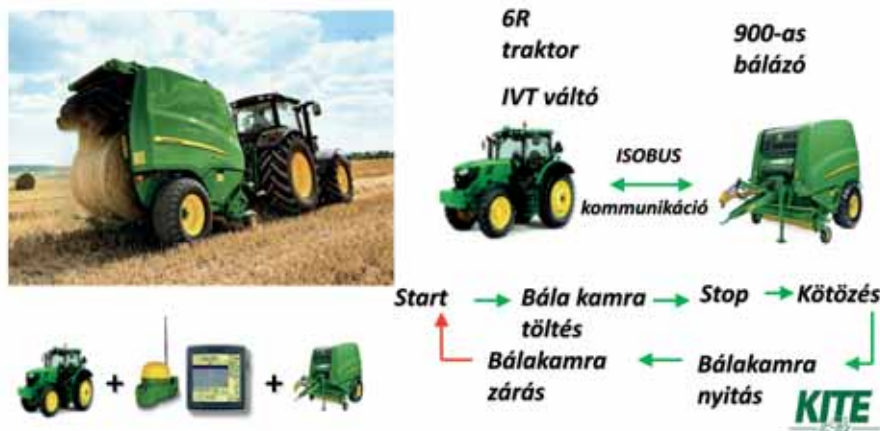 6R
traktor
IVT váltó
900-as
bálázó
ISOBUS
kommunikáció
Start
Bála kamra
töltés
Stop
Kötözés
Bálakamra
nyitás
Bálakamra
zárás
+
+
KITE